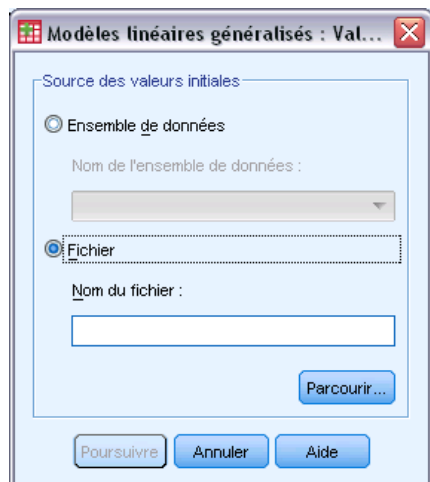 Modèles linéaires généralisés : Val...
Source des valeurs initiales
Ensemble de données
Nom de l'ensemble de données :
Fichier
Nom du fichier :
Parcourir...
Poursuivre Annuler Aide